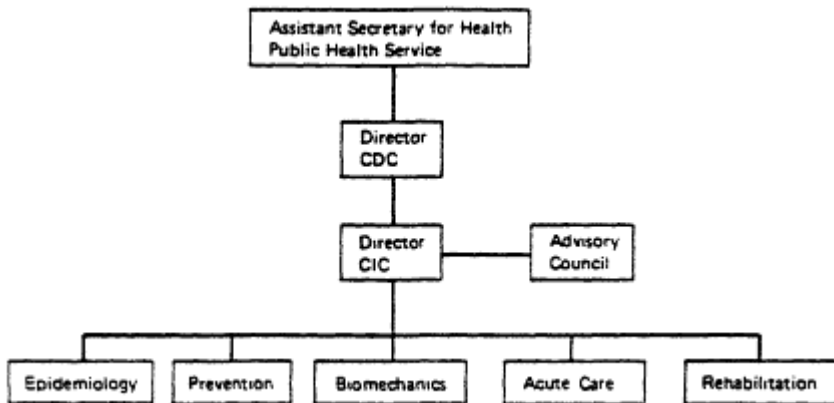 Assistant Secretary for Health
Public Health Service
Director
CDC
Director
CIC
Advisory
Council
Epidemiology
Prevention
Biomechanics
Acute Care
Rehabilitation